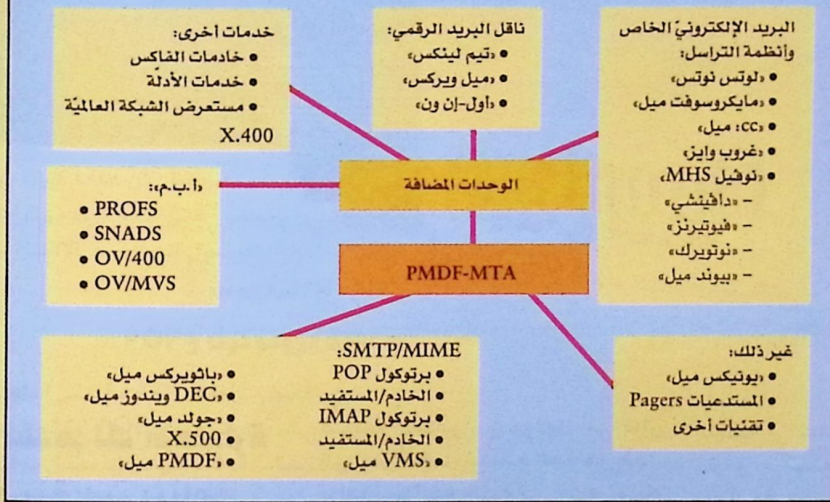 البريد الإلكترونيّ الخاص
وأنظمة التراسل:
• «لوتس نوتس»
• «مايكروسوفت ميل»
• «cc: ميل»
• «غروب وايز»
• «نوفيل MHS»
– «دافينشي»
– «فيوتيرنز»
– «نوتويرك»
– «بيوند ميل»
ناقل البريد الرقمي:
• «تيم لينكس»
• «ميل ويركس»
• «أول-إن ون»
خدمات أخرى:
• خادمات الفاكس
• خدمات الأدلّة
• مستعرض الشبكة العالميّة
X.400
الوحدات المضافة
«أ.ب.م»:
• PROFS
• SNADS
• OV/400
• OV/MVS
PMDF-MTA
غير ذلك:
• «يونيكس ميل»
• المستدعيات Pagers
• تقنيات أخرى
SMTP/MIME:
• برتوكول POP
• الخادم/المستفيد
• برتوكول IMAP
• الخادم/المستفيد
• «VMS ميل»
• «باثويركس ميل»
• «DEC ويندوز ميل»
• «جولد ميل»
• X.500
• «PMDF ميل»